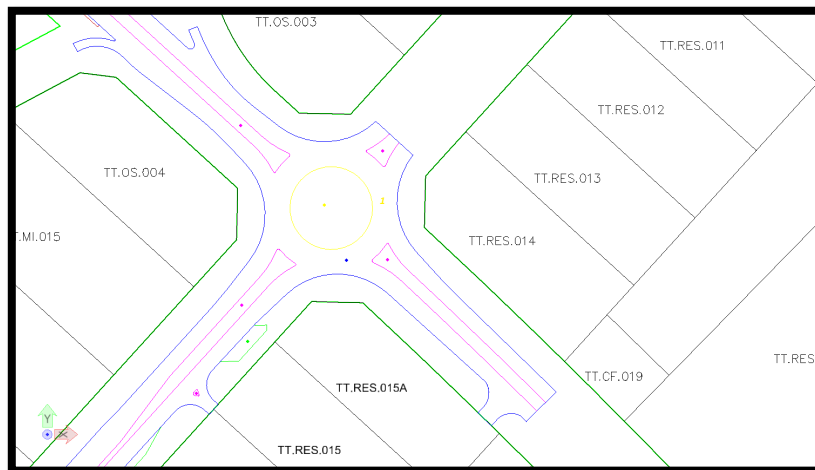 TT.OS.003
TT.RES.011
TT.RES.012
TT.OS.004
TT.RES.013
T.MI.015
TT.RES.014
TT.RES
TT.CF.019
TT.RES.015A
Y
X
TT.RES.015